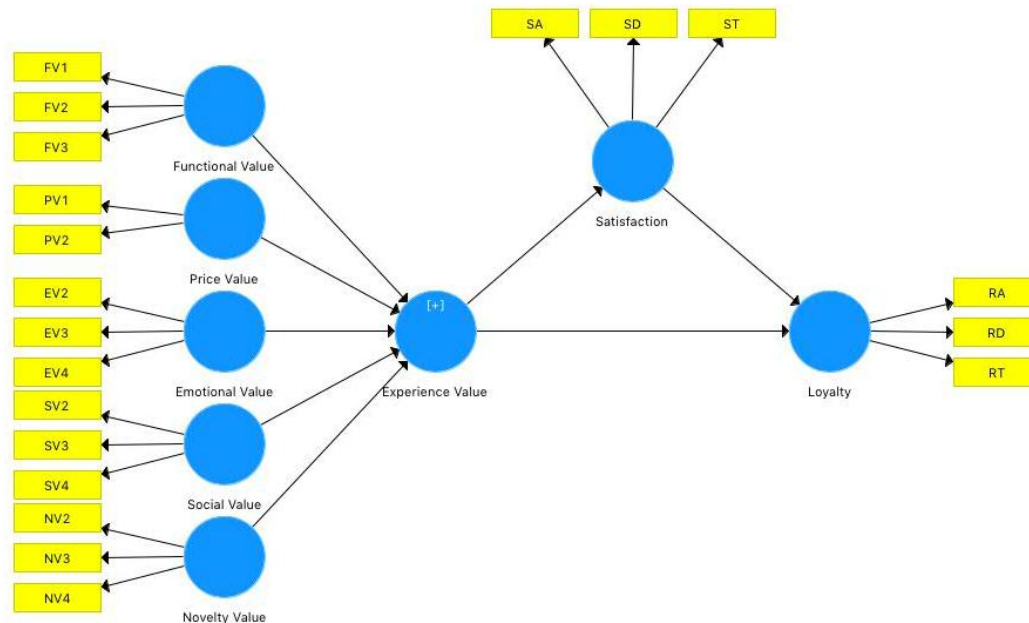 SA
SD
ST
FV1
FV2
FV3
Functional Value
PV1
PV2
Price Value
EV2
EV3
EV4
Emotional Value
SV2
SV3
SV4
Social Value
NV2
NV3
NV4
Novelty Value
[+]
Experience Value
Satisfaction
Loyalty
RA
RD
RT